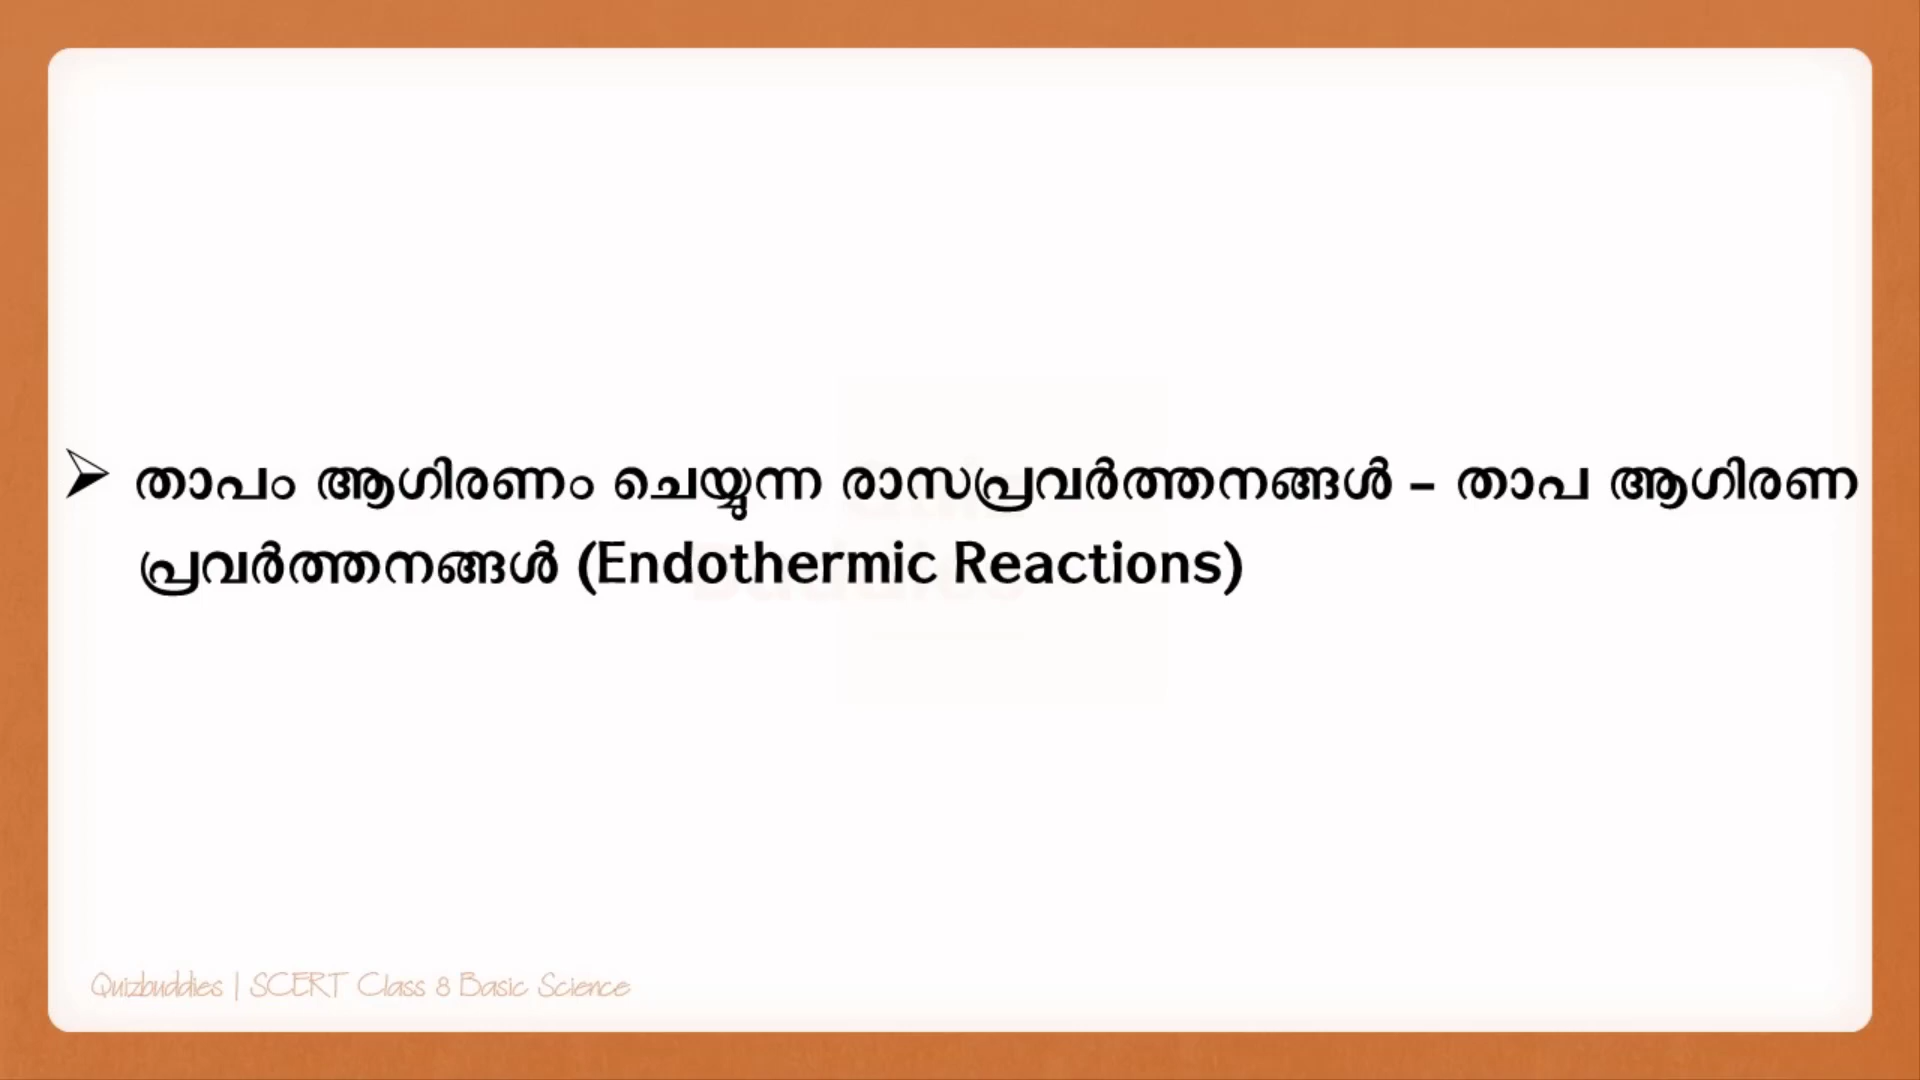 ➢ താപം ആഗിരണം ചെയ്യുന്ന രാസപ്രവർത്തനങ്ങൾ – താപ ആഗിരണ
പ്രവർത്തനങ്ങൾ (Endothermic Reactions)
Quizbuddies | SCERT Class 8 Basic Science